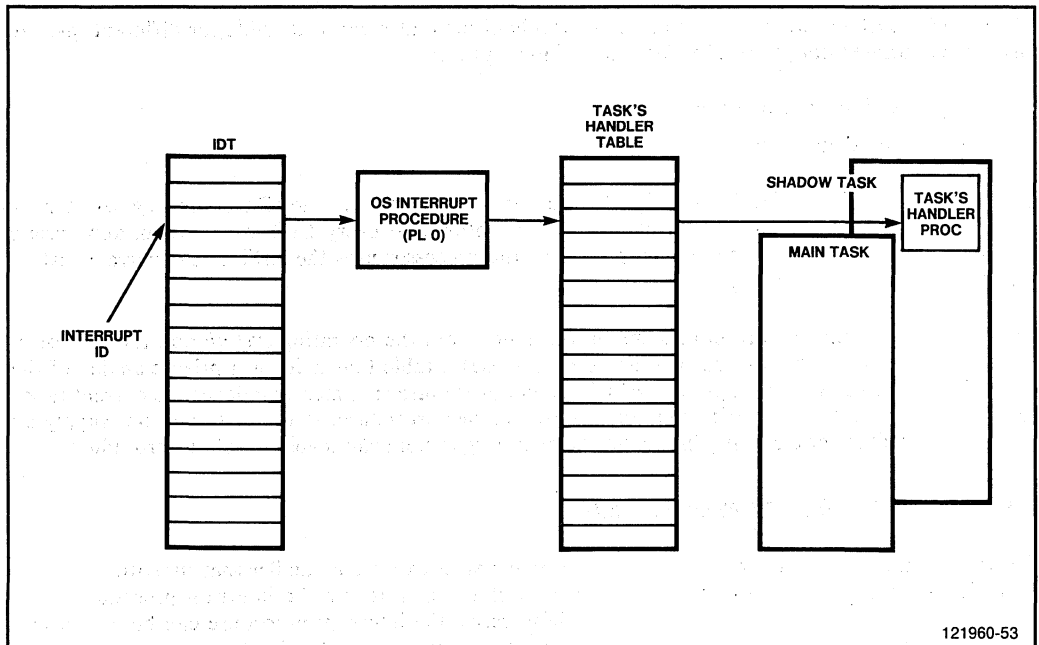 IDT
OS INTERRUPT
PROCEDURE
(PL 0)
TASK'S
HANDLER
TABLE
SHADOW TASK
TASK'S
HANDLER
PROC
MAIN TASK
INTERRUPT
ID
121960-53